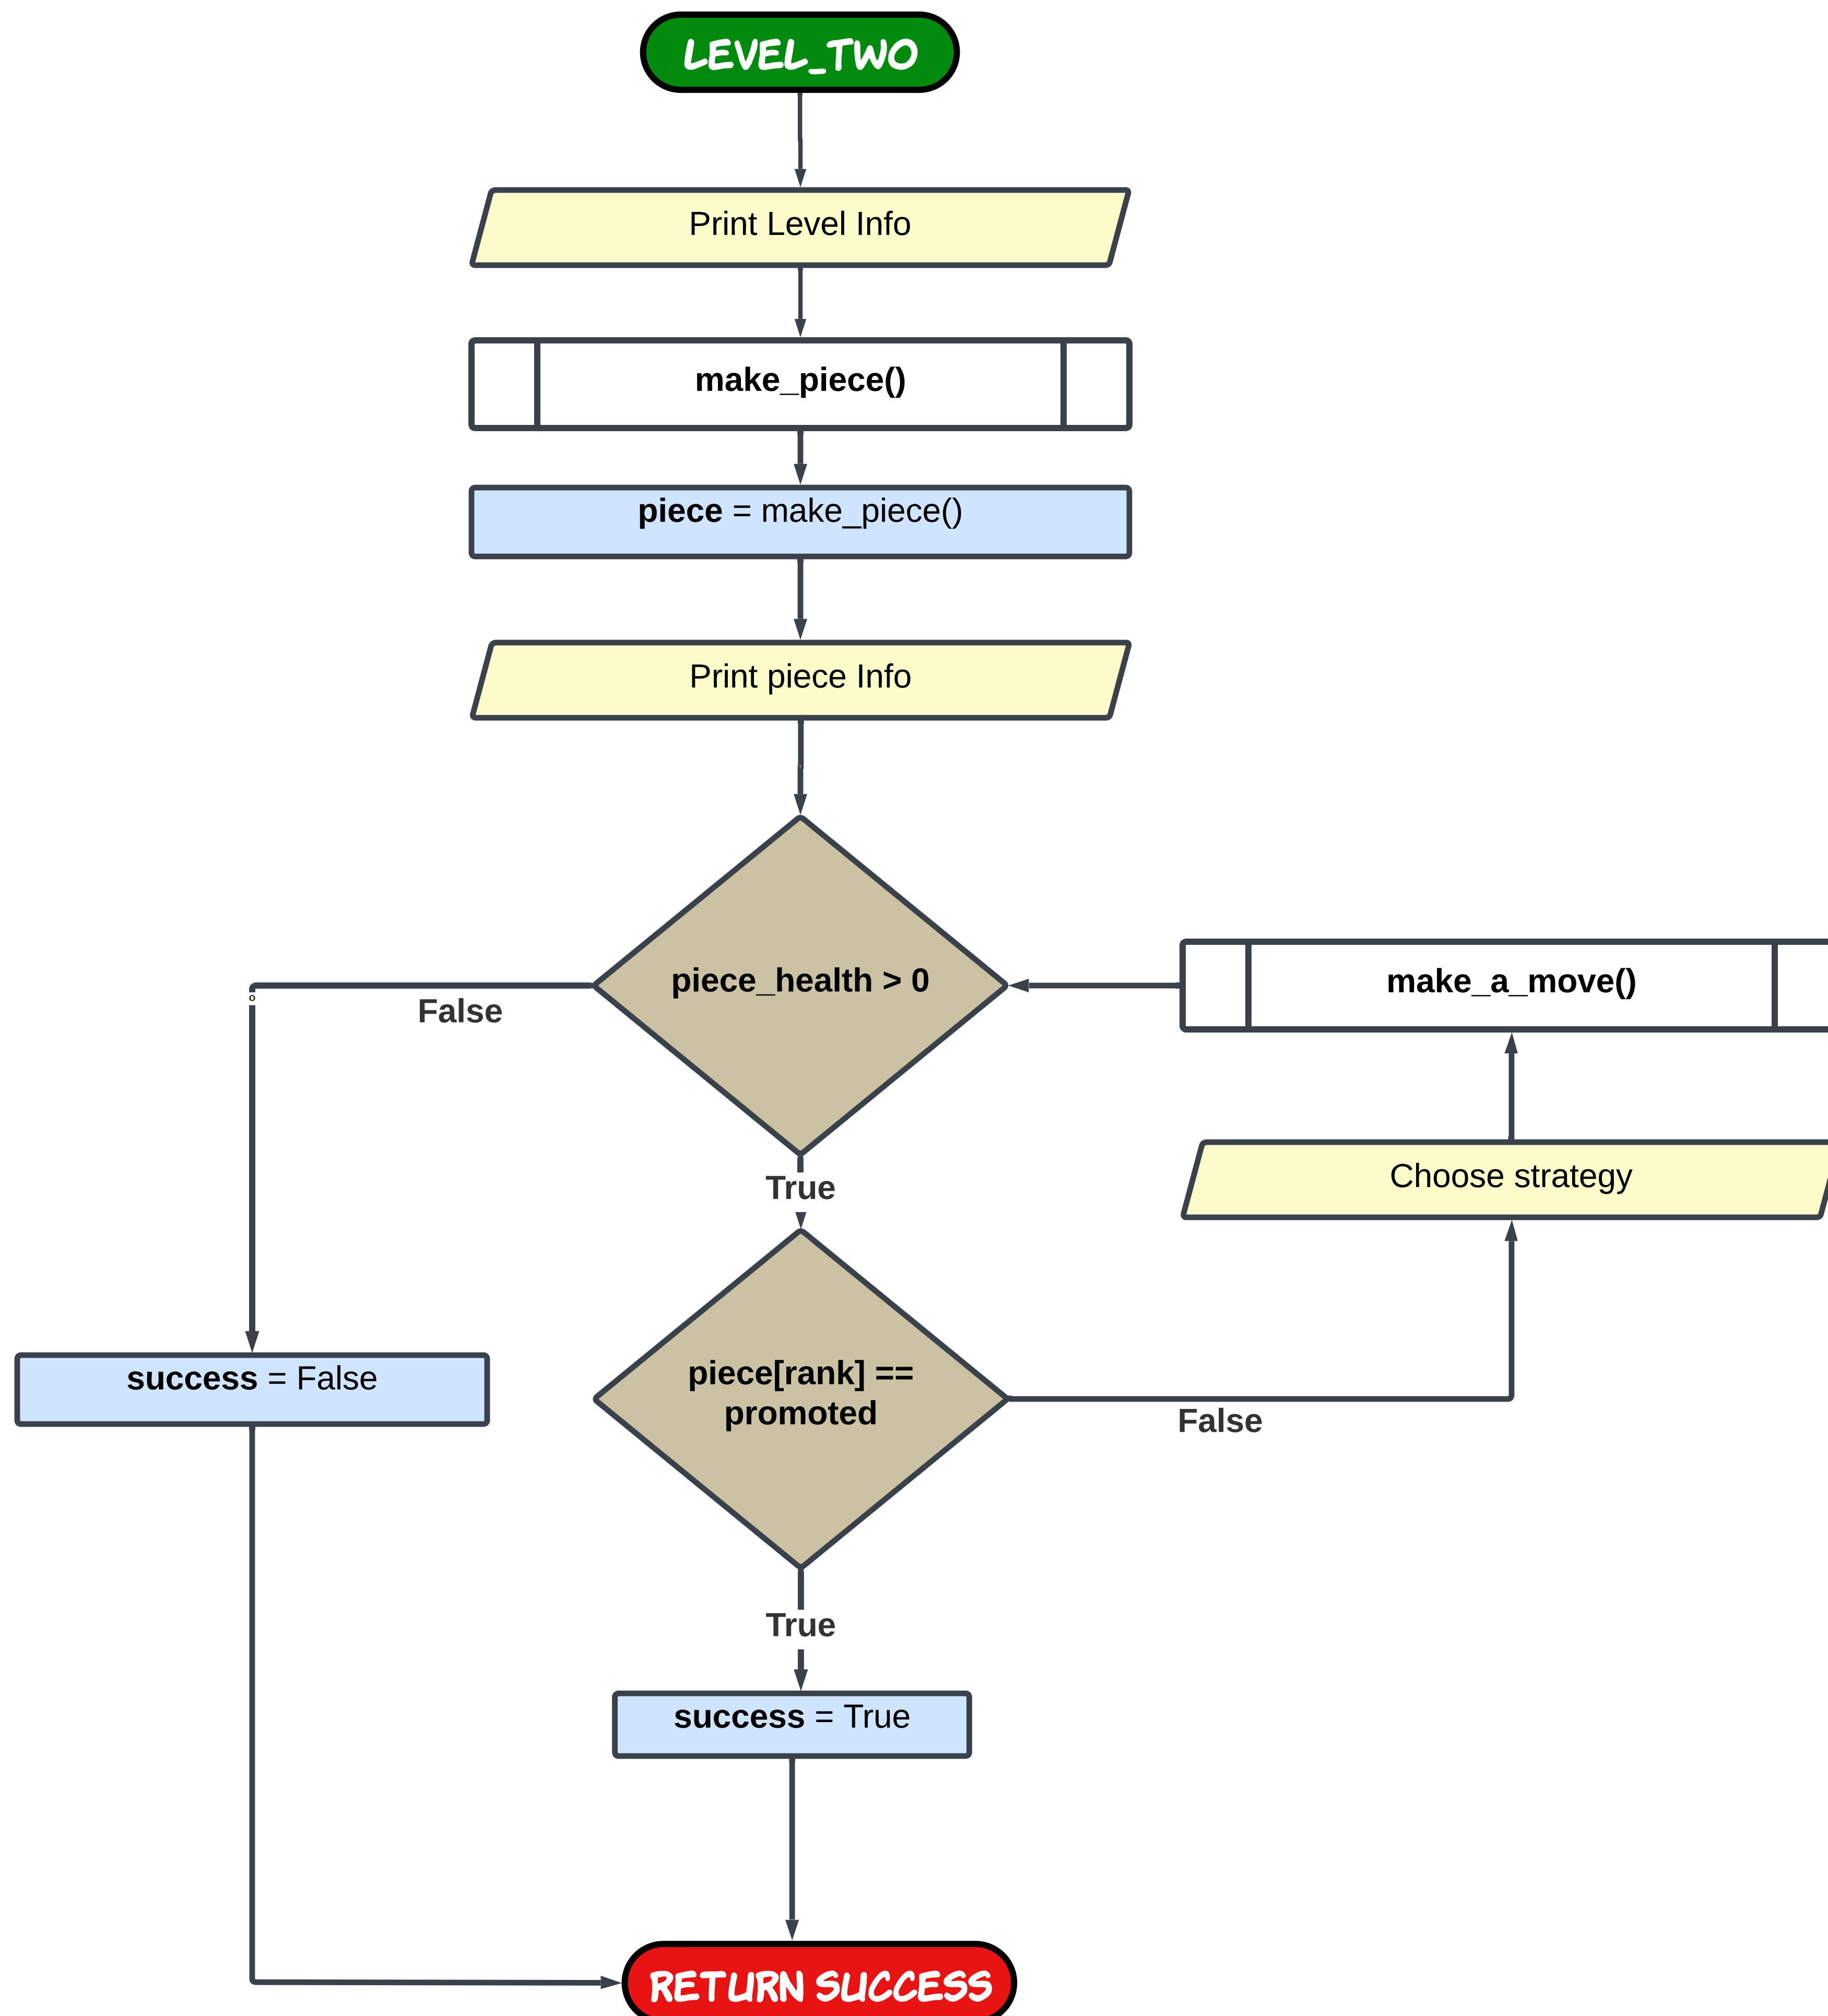 LEVEL_TWO
Print Level Info
make_piece()
piece = make_piece()
Print piece Info
piece_health > 0
make_a_move()
False
Choose strategy
True
piece[rank] ==
promoted
success = False
False
True
success = True
RETURN SUCCESS